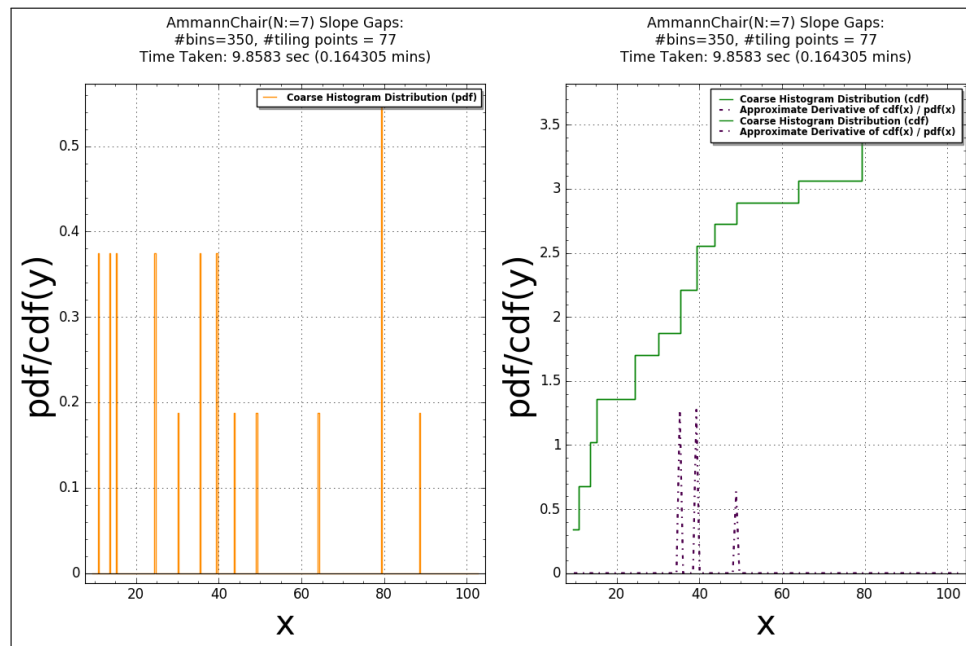 AmmannChair(N:=7) Slope Gaps:
#bins=350, #tiling points = 77
Time Taken: 9.8583 sec (0.164305 mins)
Coarse Histogram Distribution (pdf)
0.5
0.4
0.3
0.2
0.1
0
pdf/cdf(y)
20 40 60 80 100
x
AmmannChair(N:=7) Slope Gaps:
#bins=350, #tiling points = 77
Time Taken: 9.8583 sec (0.164305 mins)
Coarse Histogram Distribution (cdf)
Approximate Derivative of cdf(x) / pdf(x)
Coarse Histogram Distribution (cdf)
Approximate Derivative of cdf(x) / pdf(x)
3.5
3
2.5
2
1.5
1
0.5
0
pdf/cdf(y)
20 40 60 80 100
x